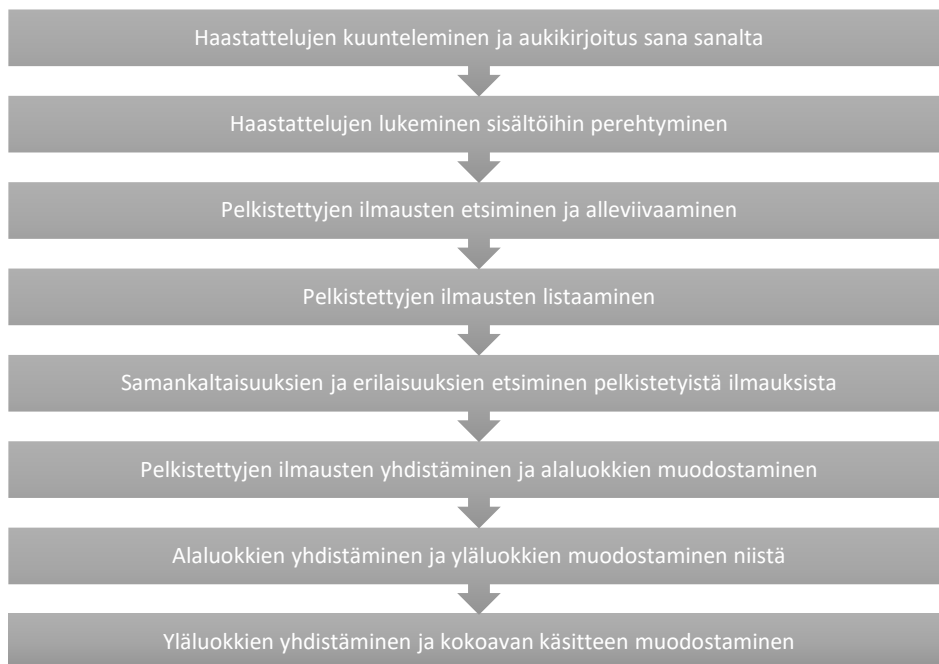 Haastattelujen kuunteleminen ja aukikirjoitus sana sanalta
Haastattelujen lukeminen sisältöihin perehtyminen
Pelkistettyjen ilmausten etsiminen ja alleviivaaminen
Pelkistettyjen ilmausten listaaminen
Samankaltaisuuksien ja erilaisuuksien etsiminen pelkistetyistä ilmauksista
Pelkistettyjen ilmausten yhdistäminen ja alaluokkien muodostaminen
Alaluokkien yhdistäminen ja yläluokkien muodostaminen niistä
Yläluokkien yhdistäminen ja kokoavan käsitteen muodostaminen